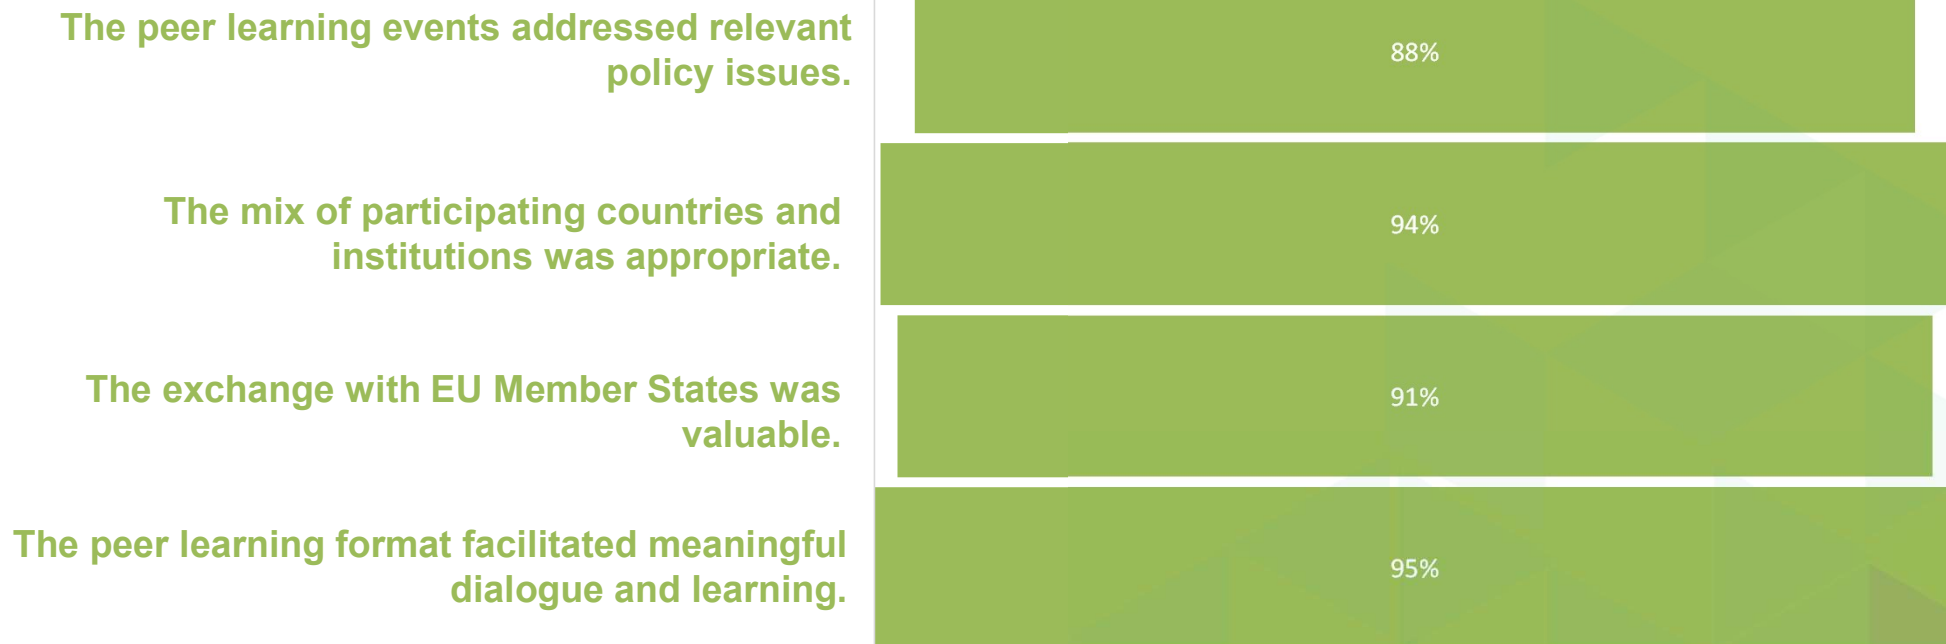 The peer learning events addressed relevant
policy issues.
88%
The mix of participating countries and
institutions was appropriate.
94%
The exchange with EU Member States was
valuable.
91%
The peer learning format facilitated meaningful
dialogue and learning.
95%